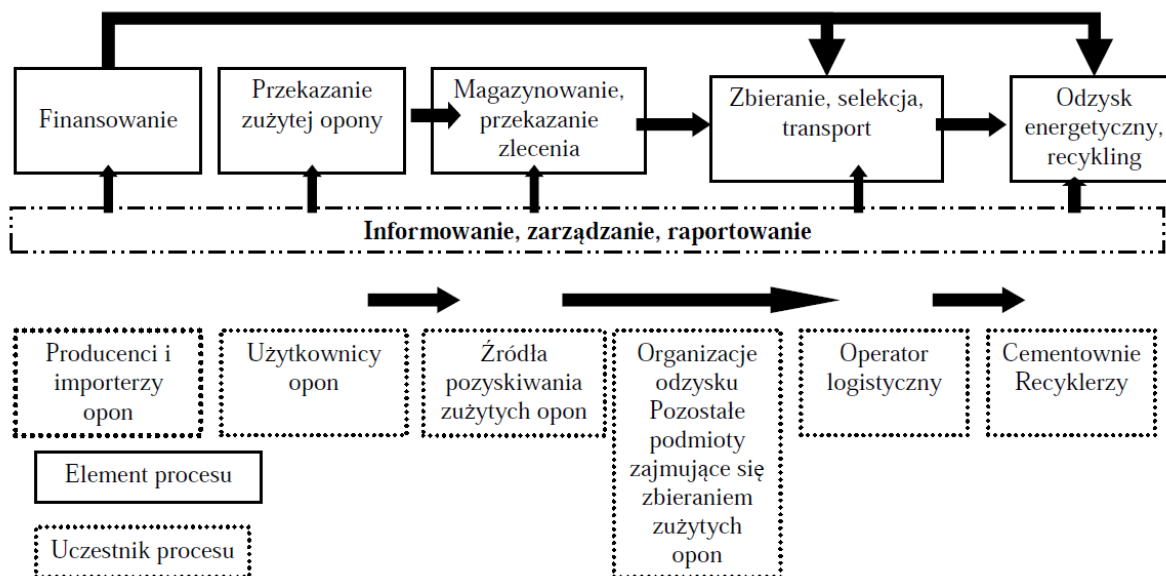 Finansowanie
Przekazanie
zużytej opony
Magazynowanie,
przekazanie
zlecenia
Zbieranie, selekcja,
transport
Odzysk
energetyczny,
recykling
Informowanie, zarządzanie, raportowanie
Producenci i
importerzy
opon
Użytkownicy
opon
Źródła
pozyskiwania
zużytych opon
Organizacje
odzysku
Pozostałe
podmioty
zajmujące się
zbieraniem
zużytych
opon
Operator
logistyczny
Cementownie
Recyklerzy
Element procesu
Uczestnik procesu